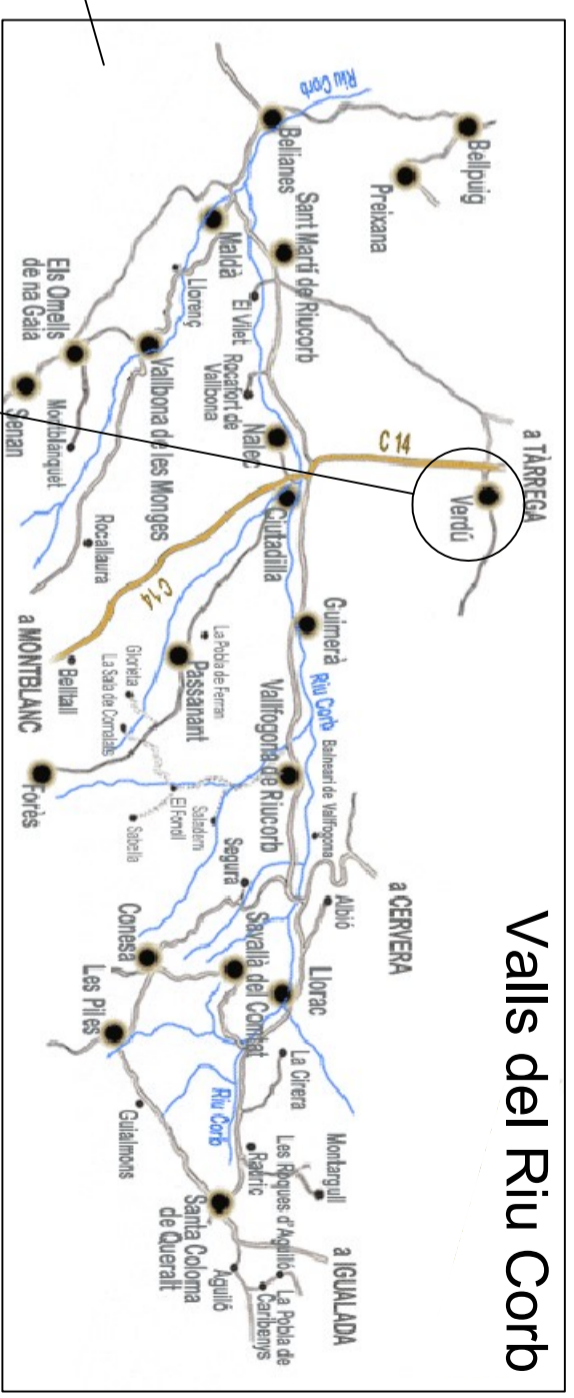 Valls del Riu Corb
a TÀRREGA
Bellpuig
Verdú
Preixana
C 14
a CERVERA
Riu Corb
Belianes
Sant Martí de Riucorb
Guimerà
Riu Corb
Balneari de Vallfogona
Albió
Llorac
La Cirera
Montargull
a IGUALADA
Maldà
El Vilet
Rocafort de
Vallbona
Nalec
Ciutadilla
Vallfogona de Riucorb
Segura
Savallà del Comtat
Rauric
Les Roques d'Aguiló
La Pobla de
Caribenys
Llorenç
Vallbona de les Monges
La Pobla de Ferran
Passanant
Saladern
El Fonoll
Sabella
Riu Corb
Santa Coloma
de Queralt
Aguiló
Els Omells
de na Gaia
Montblanquet
Rocallaura
C 14
Glorieta
La Sala de Comalats
Conesa
Les Piles
Guialmons
Senan
a MONTBLANC
Belltall
Forès